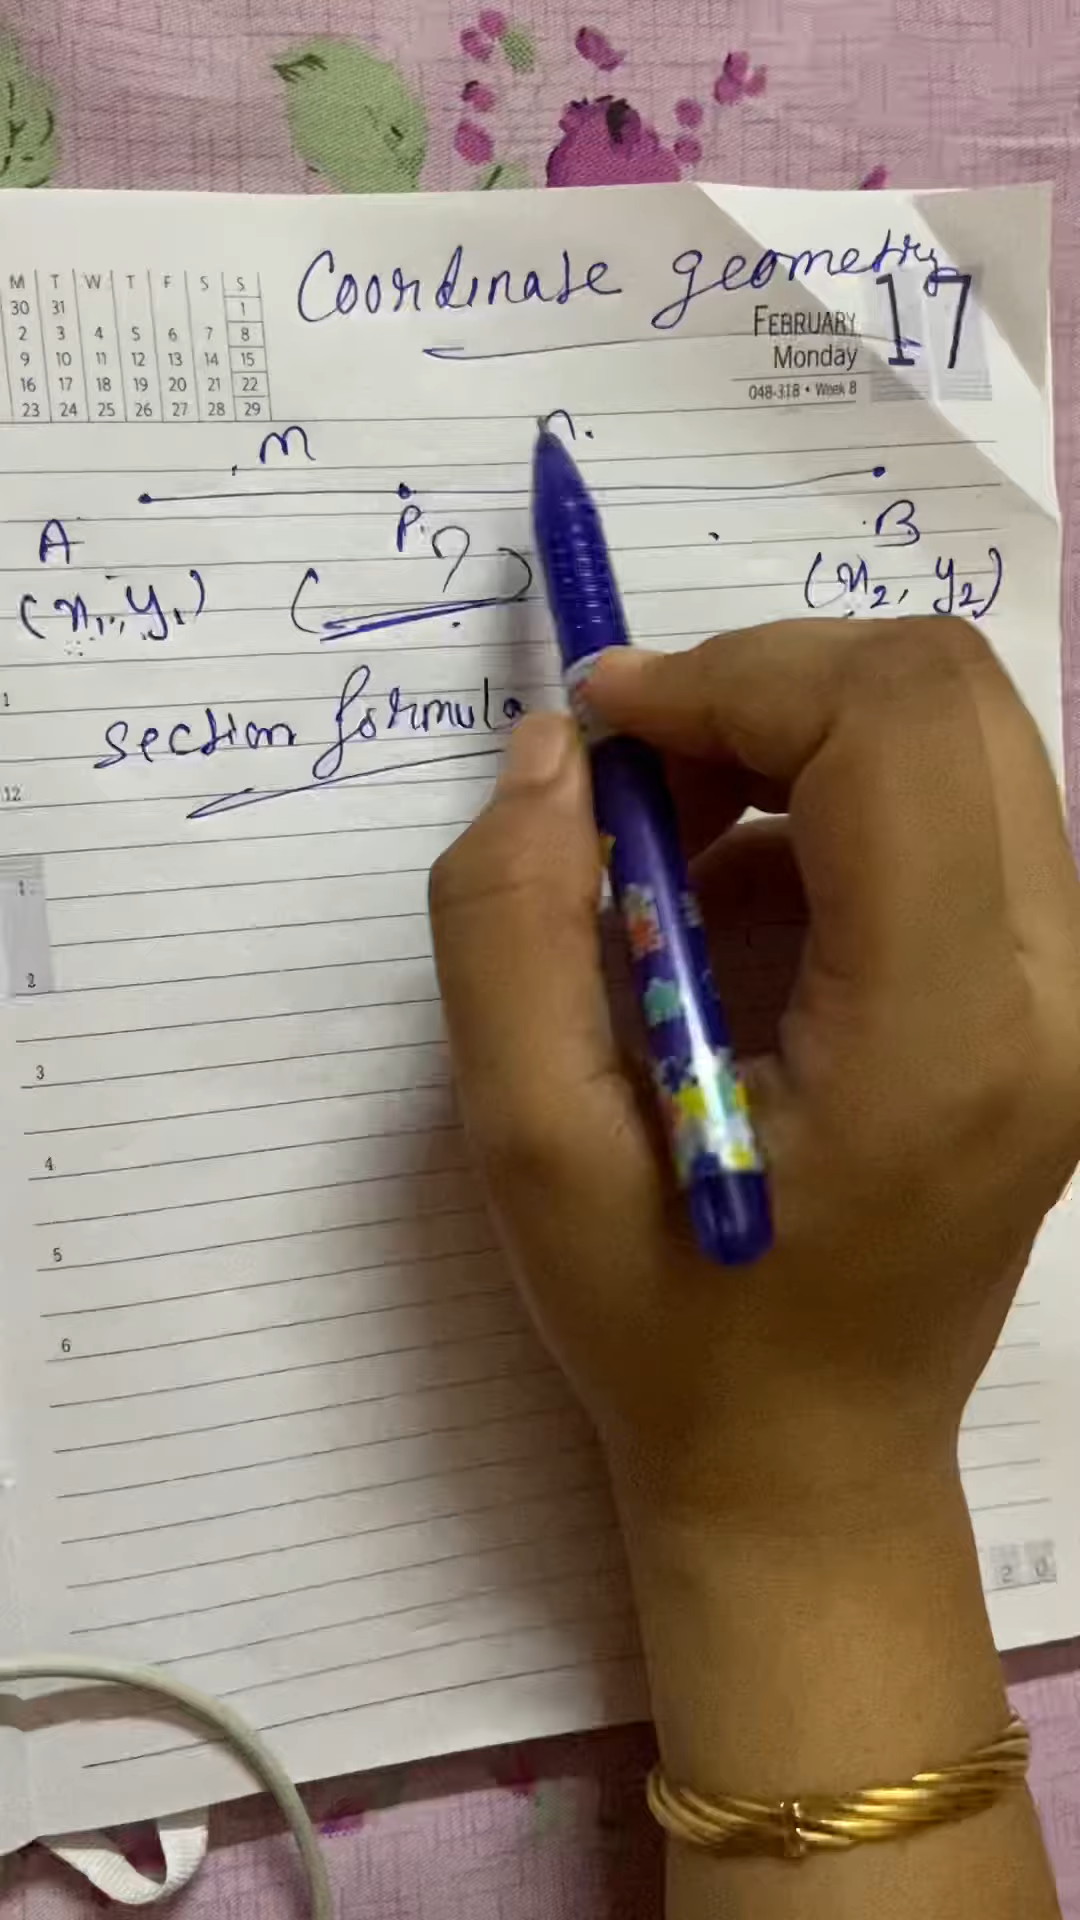 Coordinate geometry
M T W T F S S
30 31 1
2 3 4 5 6 7 8
9 10 11 12 13 14 15
16 17 18 19 20 21 22
23 24 25 26 27 28 29
FEBRUARY 17
Monday
048-318 • Week 8
m n.
A P. B
(x₁, y₁) ( ? ) (x₂, y₂)
section formula
1
12
1
2
3
4
5
6
2 0